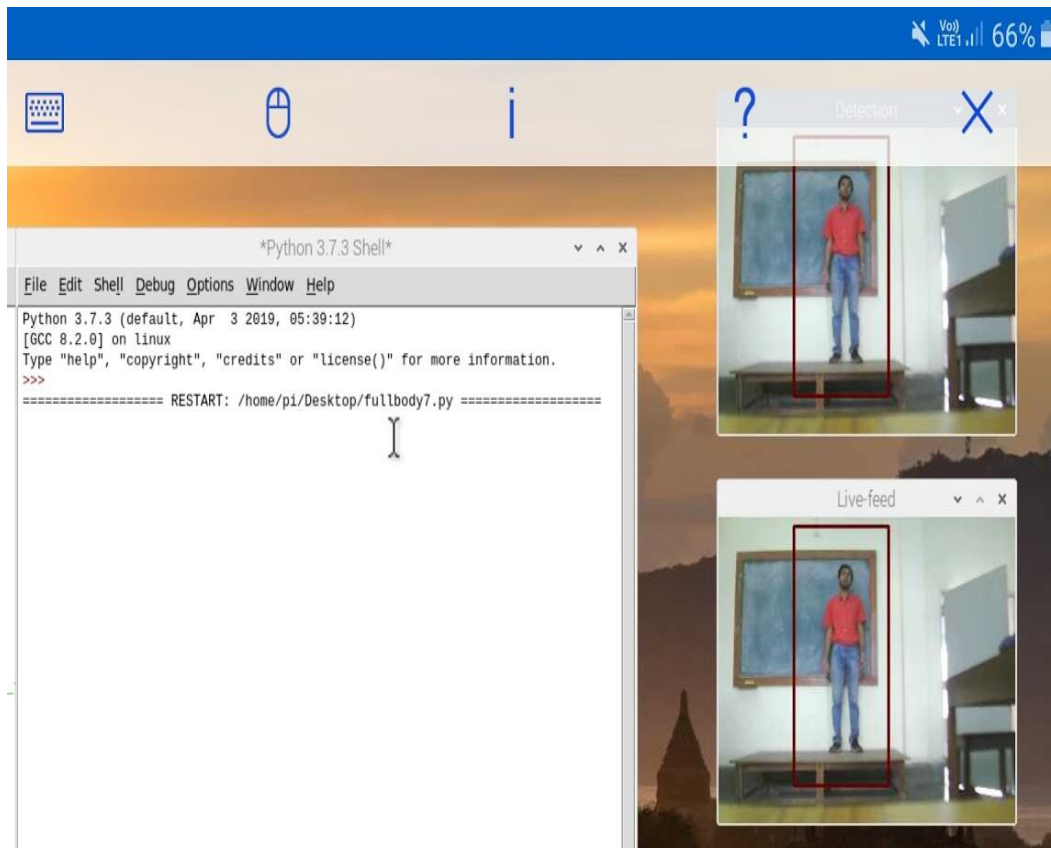 Vo))
LTE1 66%
i ?
Detection
*Python 3.7.3 Shell*
File Edit Shell Debug Options Window Help
Python 3.7.3 (default, Apr  3 2019, 05:39:12)
[GCC 8.2.0] on linux
Type "help", "copyright", "credits" or "license()" for more information.
>>>
=================== RESTART: /home/pi/Desktop/fullbody7.py ===================
Live-feed